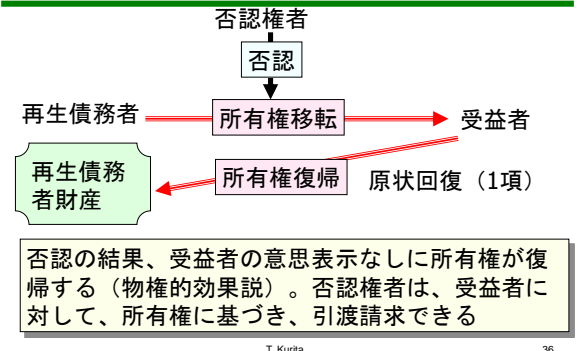 否認権者
否認
再生債務者
所有権移転
受益者
再生債務
者財産
所有権復帰
原状回復（1項）
否認の結果、受益者の意思表示なしに所有権が復
帰する（物権的効果説）。否認権者は、受益者に
対して、所有権に基づき、引渡請求できる
T. Kurita
36